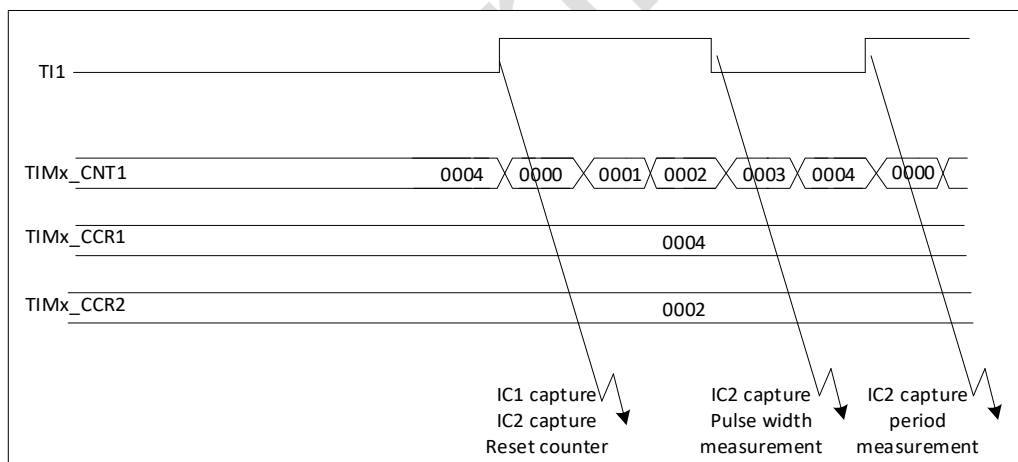 TI1
TIMx_CNT1
0004 0000 0001 0002 0003 0004 0000
TIMx_CCR1
0004
TIMx_CCR2
0002
IC1 capture
IC2 capture
Reset counter
IC2 capture
Pulse width
measurement
IC2 capture
period
measurement